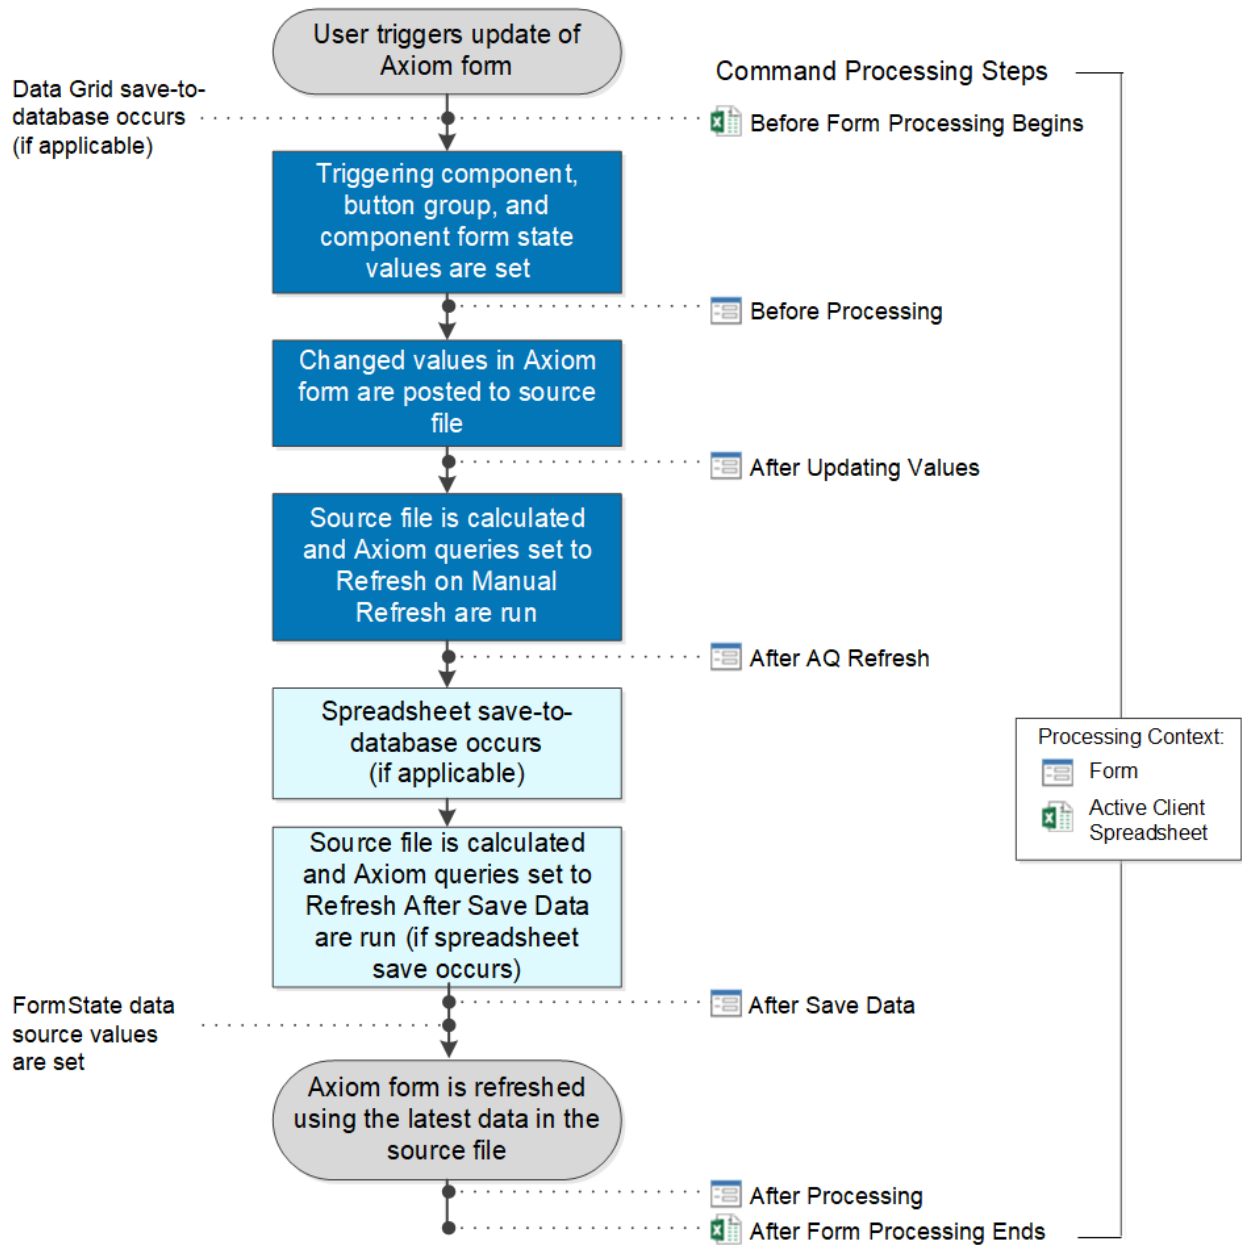 User triggers update of
Axiom form
Command Processing Steps
Data Grid save-to-
database occurs
(if applicable)
Before Form Processing Begins
Triggering component,
button group, and
component form state
values are set
Before Processing
Changed values in Axiom
form are posted to source
file
After Updating Values
Source file is calculated
and Axiom queries set to
Refresh on Manual
Refresh are run
After AQ Refresh
Spreadsheet save-to-
database occurs
(if applicable)
Processing Context:
Form
Active Client
Spreadsheet
Source file is calculated
and Axiom queries set to
Refresh After Save Data
are run (if spreadsheet
save occurs)
After Save Data
FormState data
source values
are set
Axiom form is refreshed
using the latest data in the
source file
After Processing
After Form Processing Ends